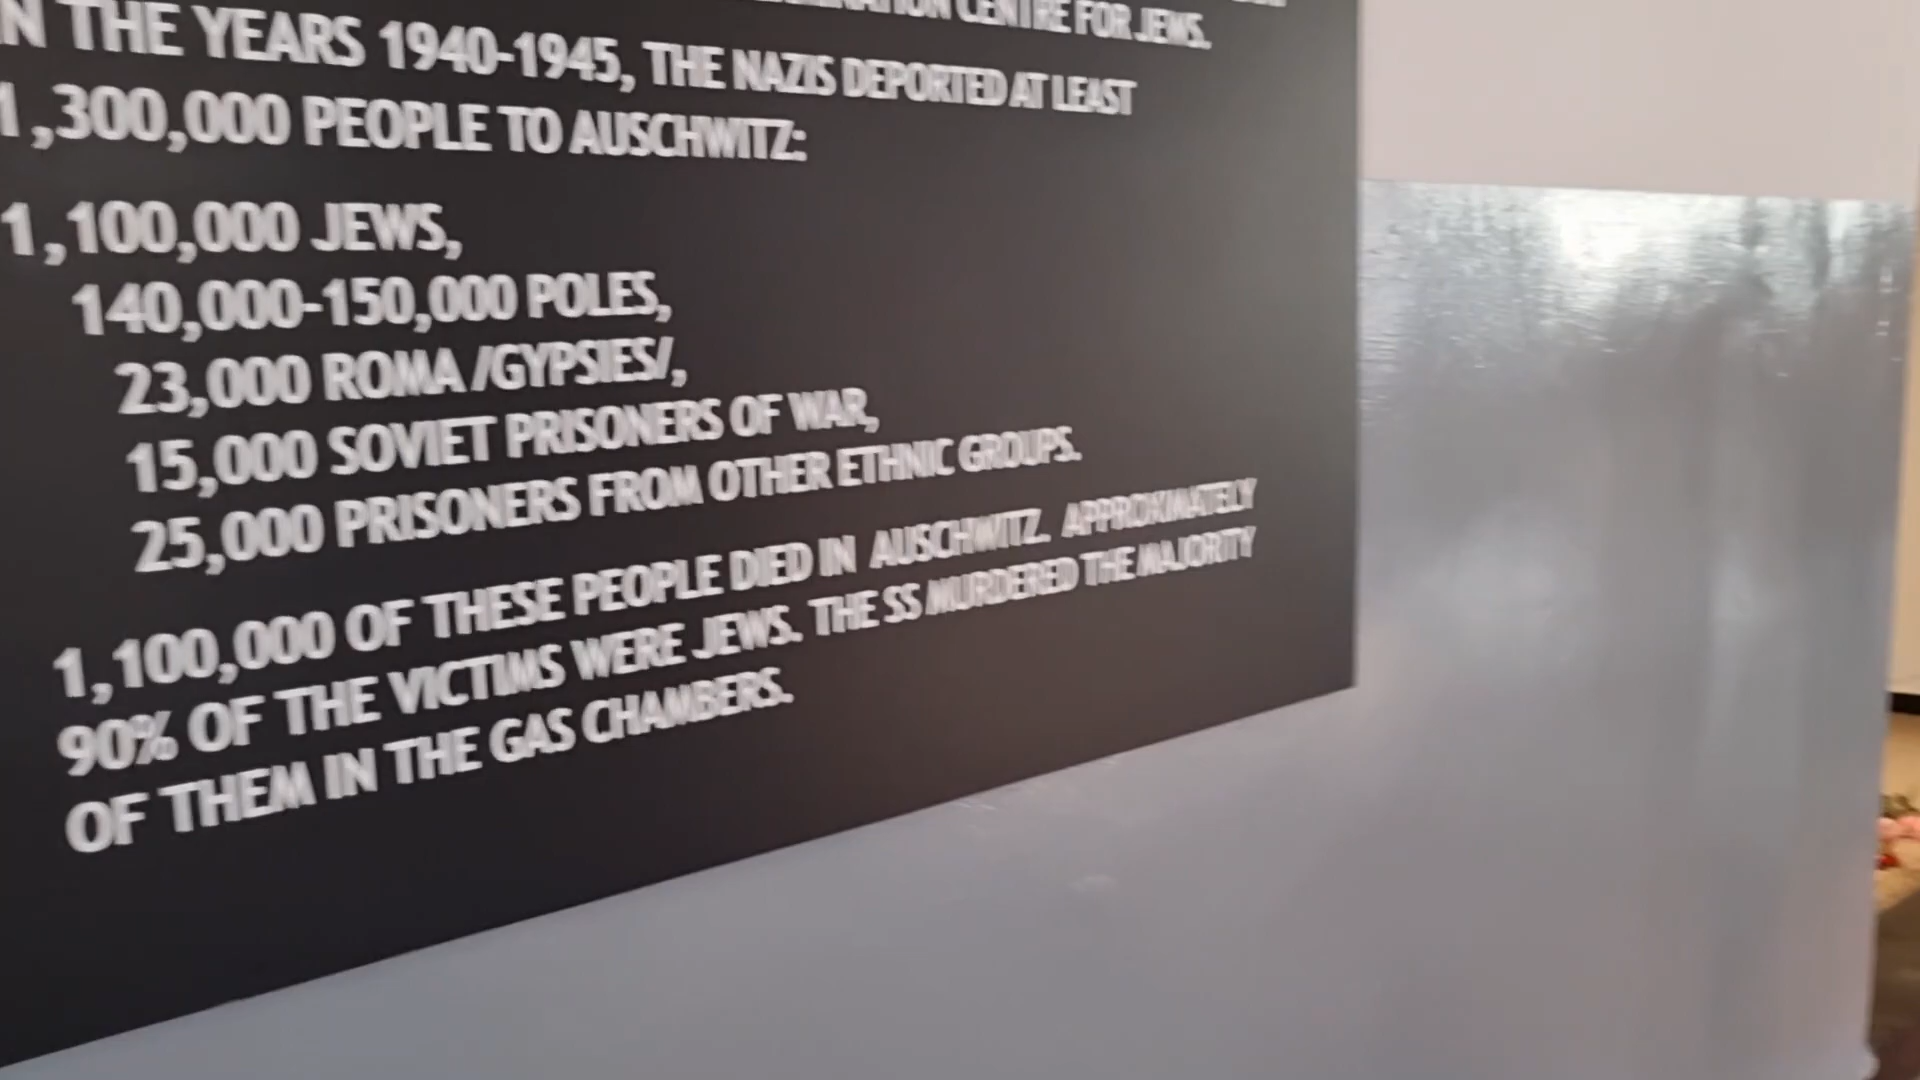 CENTRE FOR JEWS.
IN THE YEARS 1940-1945, THE NAZIS DEPORTED AT LEAST
1,300,000 PEOPLE TO AUSCHWITZ:
1,100,000 JEWS,
140,000-150,000 POLES,
23,000 ROMA /GYPSIES/,
15,000 SOVIET PRISONERS OF WAR,
25,000 PRISONERS FROM OTHER ETHNIC GROUPS.
1,100,000 OF THESE PEOPLE DIED IN AUSCHWITZ. APPROXIMATELY
90% OF THE VICTIMS WERE JEWS. THE SS MURDERED THE MAJORITY
OF THEM IN THE GAS CHAMBERS.